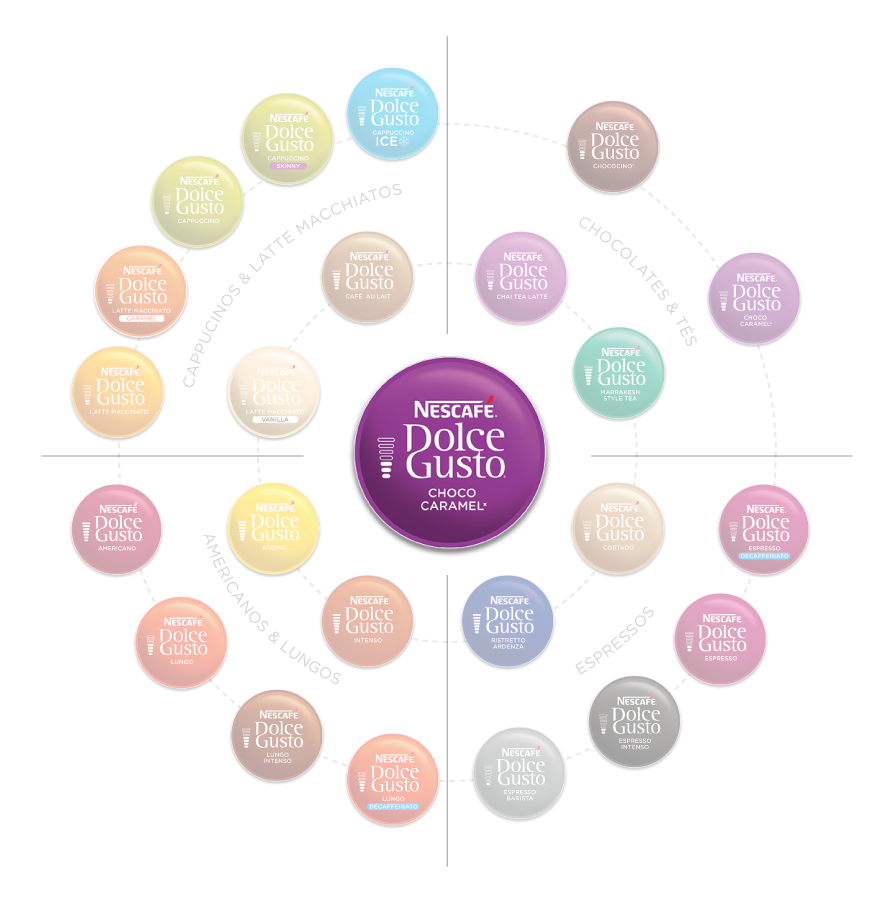 NESCAFÉ
Dolce
Gusto
CAPPUCCINO
ICE
NESCAFÉ
Dolce
Gusto
CAPPUCCINO
SKINNY
NESCAFÉ
Dolce
Gusto
CAPPUCCINO
NESCAFÉ
Dolce
Gusto
LATTE MACCHIATO
CARAMEL
NESCAFÉ
Dolce
Gusto
LATTE MACCHIATO
CAPPUCINOS & LATTE MACCHIATOS
NESCAFÉ
Dolce
Gusto
CAFÉ AU LAIT
NESCAFÉ
Dolce
Gusto
LATTE MACCHIATO
VANILLA
NESCAFÉ
Dolce
Gusto
CHOCOCINO
CHOCOLATES & TÉS
NESCAFÉ
Dolce
Gusto
CHOCO
CARAMEL*
NESCAFÉ
Dolce
Gusto
CHAI TEA LATTE
NESCAFÉ
Dolce
Gusto
MARRAKESH
STYLE TEA
NESCAFÉ
Dolce
Gusto
CHOCO
CARAMEL*
NESCAFÉ
Dolce
Gusto
AMERICANO
NESCAFÉ
Dolce
Gusto
AROMA
AMERICANOS & LUNGOS
NESCAFÉ
Dolce
Gusto
INTENSO
NESCAFÉ
Dolce
Gusto
LUNGO
NESCAFÉ
Dolce
Gusto
LUNGO
INTENSO
NESCAFÉ
Dolce
Gusto
LUNGO
DECAFFEINATO
NESCAFÉ
Dolce
Gusto
CORTADO
NESCAFÉ
Dolce
Gusto
ESPRESSO
DECAFFEINATO
NESCAFÉ
Dolce
Gusto
RISTRETTO
ARDENZA
ESPRESSOS
NESCAFÉ
Dolce
Gusto
ESPRESSO
NESCAFÉ
Dolce
Gusto
ESPRESSO
INTENSO
NESCAFÉ
Dolce
Gusto
ESPRESSO
BARISTA